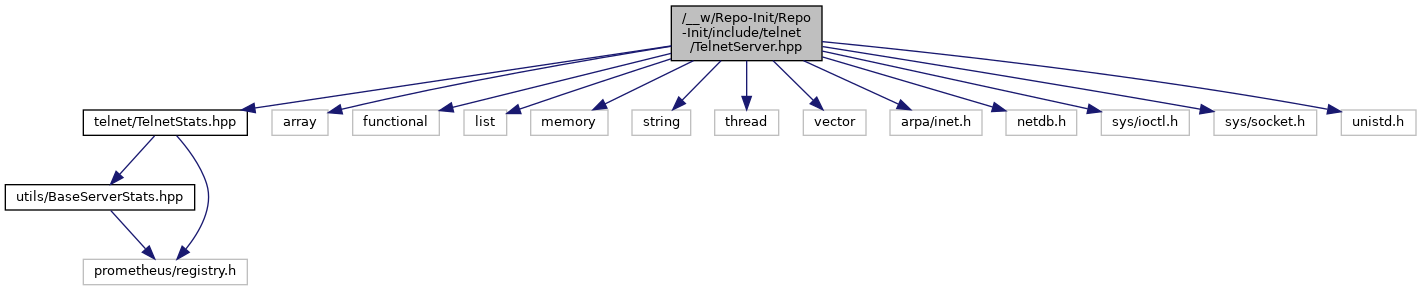 /__w/Repo-Init/Repo
-Init/include/telnet
/TelnetServer.hpp
telnet/TelnetStats.hpp
array
functional
list
memory
string
thread
vector
arpa/inet.h
netdb.h
sys/ioctl.h
sys/socket.h
unistd.h
utils/BaseServerStats.hpp
prometheus/registry.h